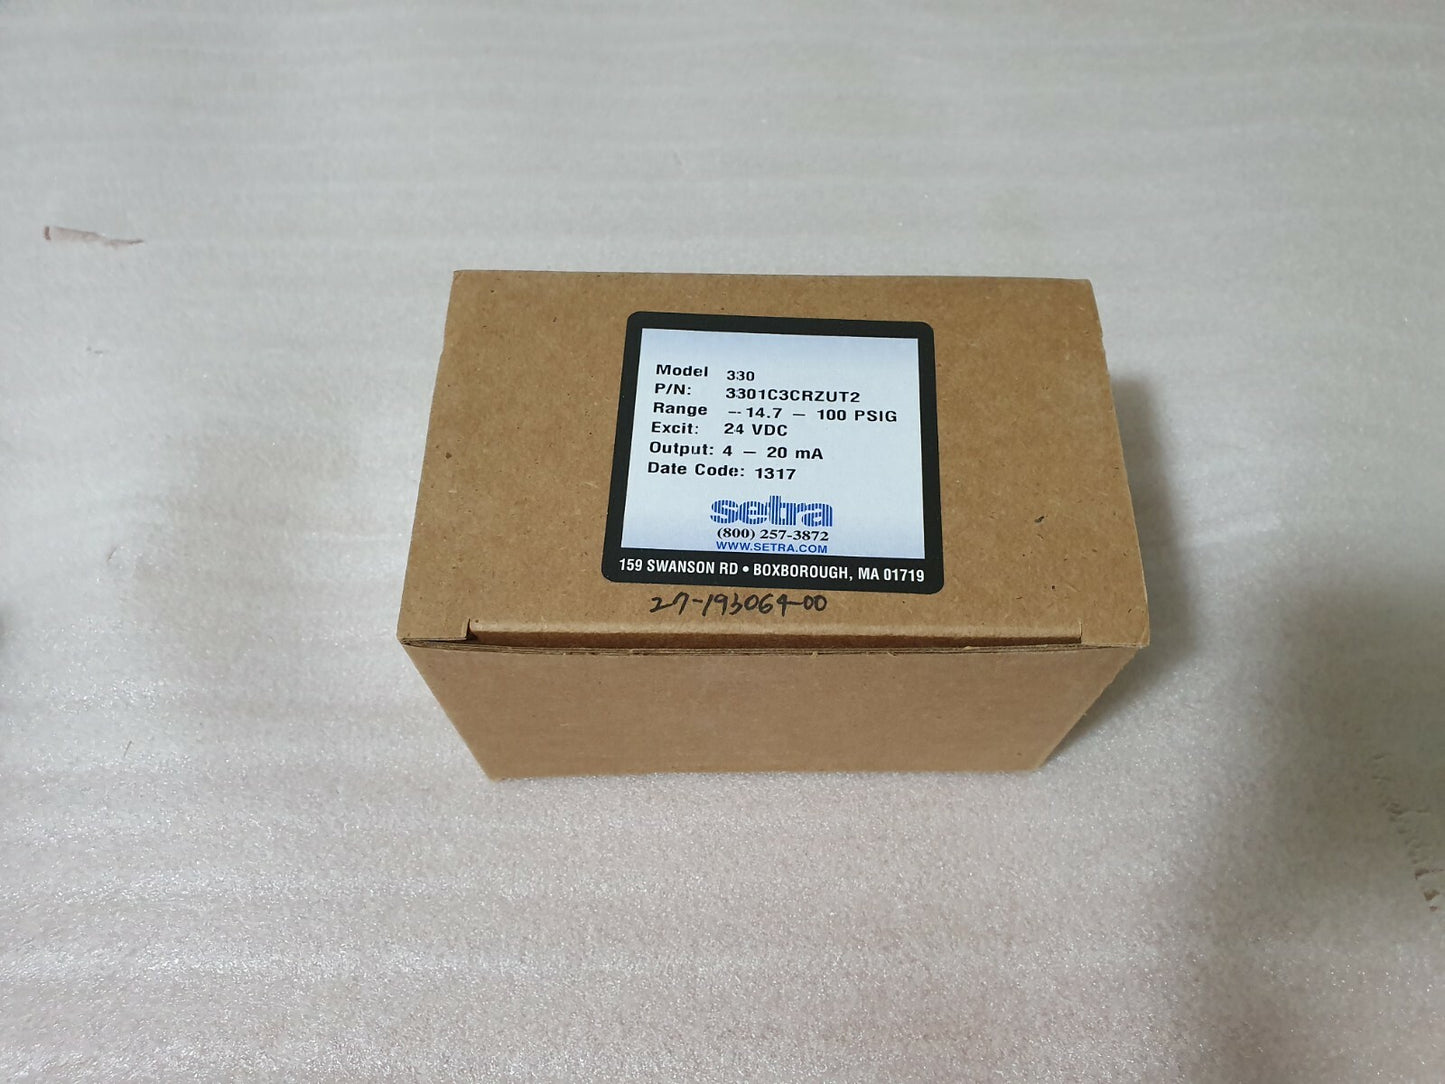 Model 330
P/N: 3301C3CRZUT2
Range -14.7 - 100 PSIG
Excit: 24 VDC
Output: 4 - 20 mA
Date Code: 1317
setra
(800) 257-3872
WWW.SETRA.COM
159 SWANSON RD • BOXBOROUGH, MA 01719
27-193064-00